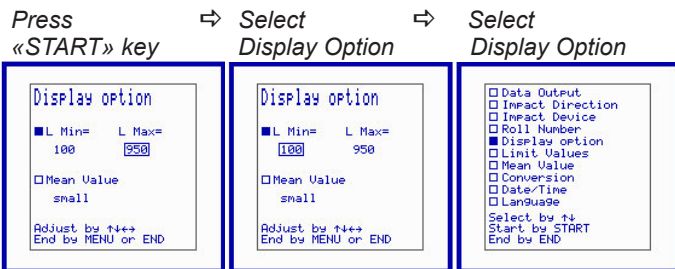 Press ⇨ Select ⇨ Select
«START» key Display Option Display Option
Display option
■L Min= L Max=
100 950
□Mean Value
small
Adjust by ↑↓↔
End by MENU or END
Display option
■L Min= L Max=
100 950
□Mean Value
small
Adjust by ↑↓↔
End by MENU or END
□Data Output
□Impact Direction
□Impact Device
□Roll Number
■Display option
□Limit Values
□Mean Value
□Conversion
□Date/Time
□Language
Select by ↑↓
Start by START
End by END